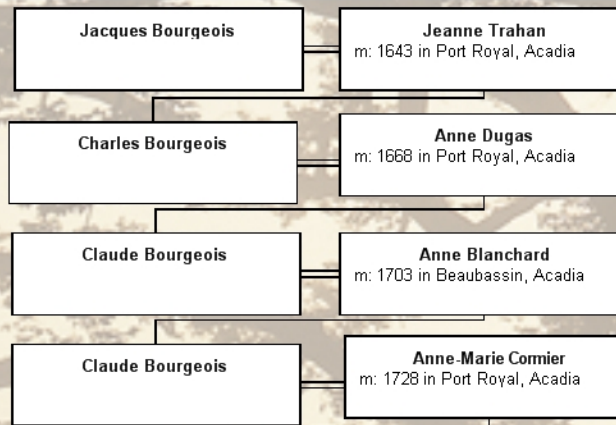 Jacques Bourgeois
Jeanne Trahan
m: 1643 in Port Royal, Acadia
Charles Bourgeois
Anne Dugas
m: 1668 in Port Royal, Acadia
Claude Bourgeois
Anne Blanchard
m: 1703 in Beaubassin, Acadia
Claude Bourgeois
Anne-Marie Cormier
m: 1728 in Port Royal, Acadia